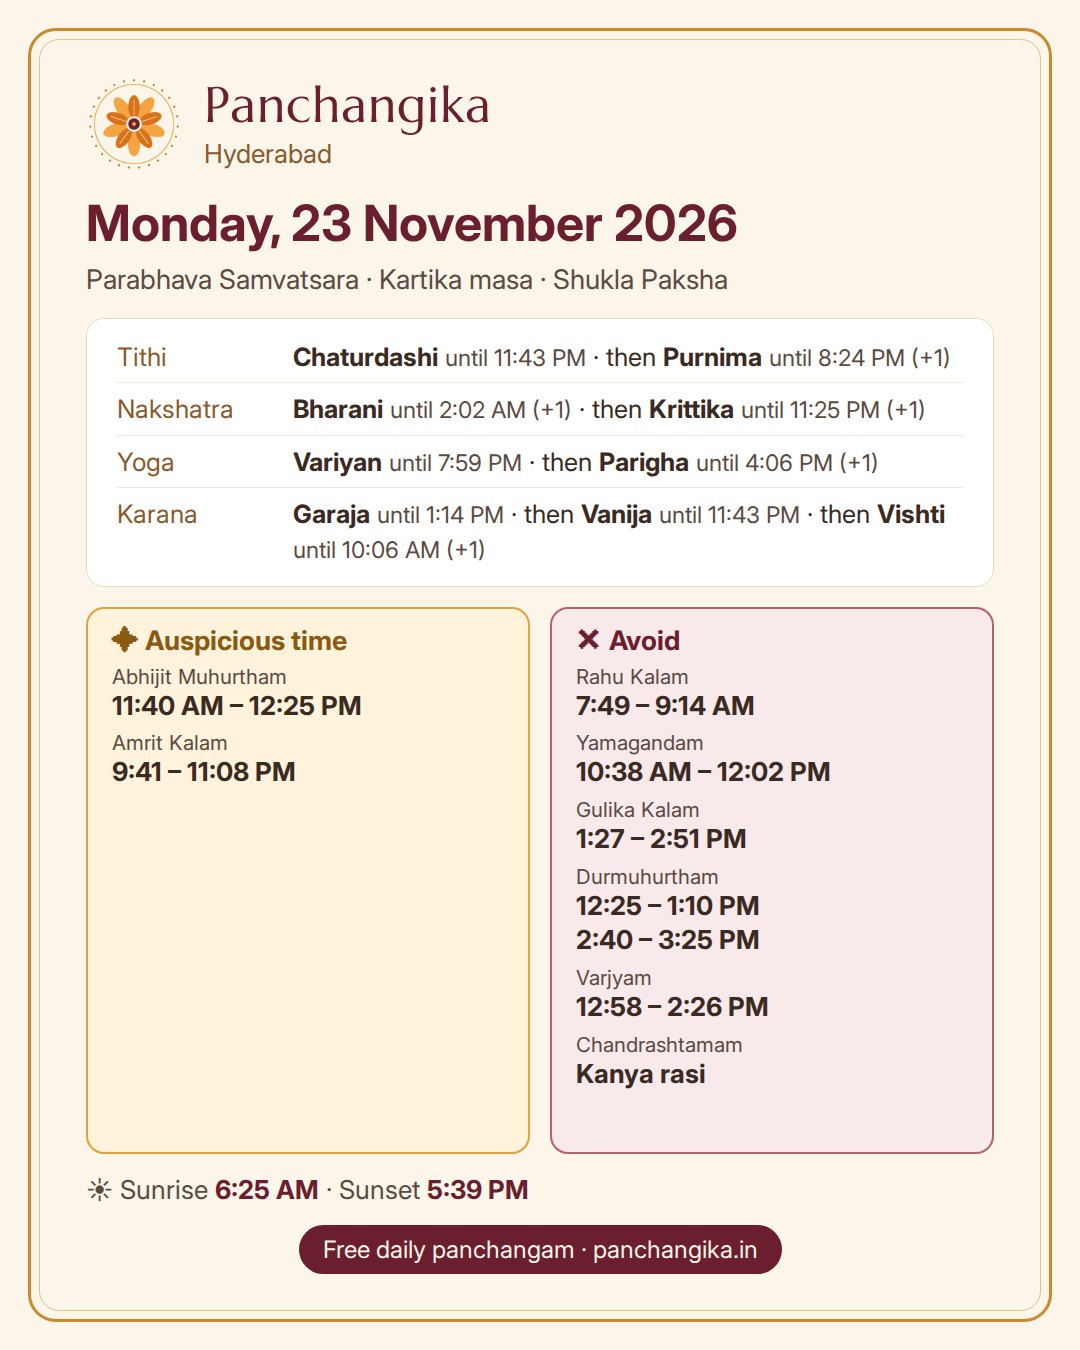 Panchangika
Hyderabad
Monday, 23 November 2026
Parabhava Samvatsara · Kartika masa · Shukla Paksha
Tithi Chaturdashi until 11:43 PM · then Purnima until 8:24 PM (+1)
Nakshatra Bharani until 2:02 AM (+1) · then Krittika until 11:25 PM (+1)
Yoga Variyan until 7:59 PM · then Parigha until 4:06 PM (+1)
Karana Garaja until 1:14 PM · then Vanija until 11:43 PM · then Vishti
until 10:06 AM (+1)
Auspicious time
Abhijit Muhurtham
11:40 AM – 12:25 PM
Amrit Kalam
9:41 – 11:08 PM
Avoid
Rahu Kalam
7:49 – 9:14 AM
Yamagandam
10:38 AM – 12:02 PM
Gulika Kalam
1:27 – 2:51 PM
Durmuhurtham
12:25 – 1:10 PM
2:40 – 3:25 PM
Varjyam
12:58 – 2:26 PM
Chandrashtamam
Kanya rasi
Sunrise 6:25 AM · Sunset 5:39 PM
Free daily panchangam · panchangika.in